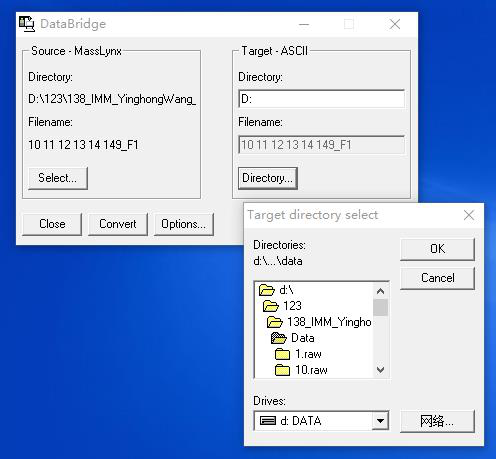 DataBridge
Source - MassLynx
Directory:
D:\123\138_IMM_YinghongWang_
Filename:
10 11 12 13 14 149_F1
Select...
Target - ASCII
Directory:
D:
Filename:
10 11 12 13 14 149_F1
Directory...
Close
Convert
Options...
Target directory select
Directories:
d:\...\data
d:\
123
138_IMM_Yingho
Data
1.raw
10.raw
OK
Cancel
Drives:
d: DATA
网络...